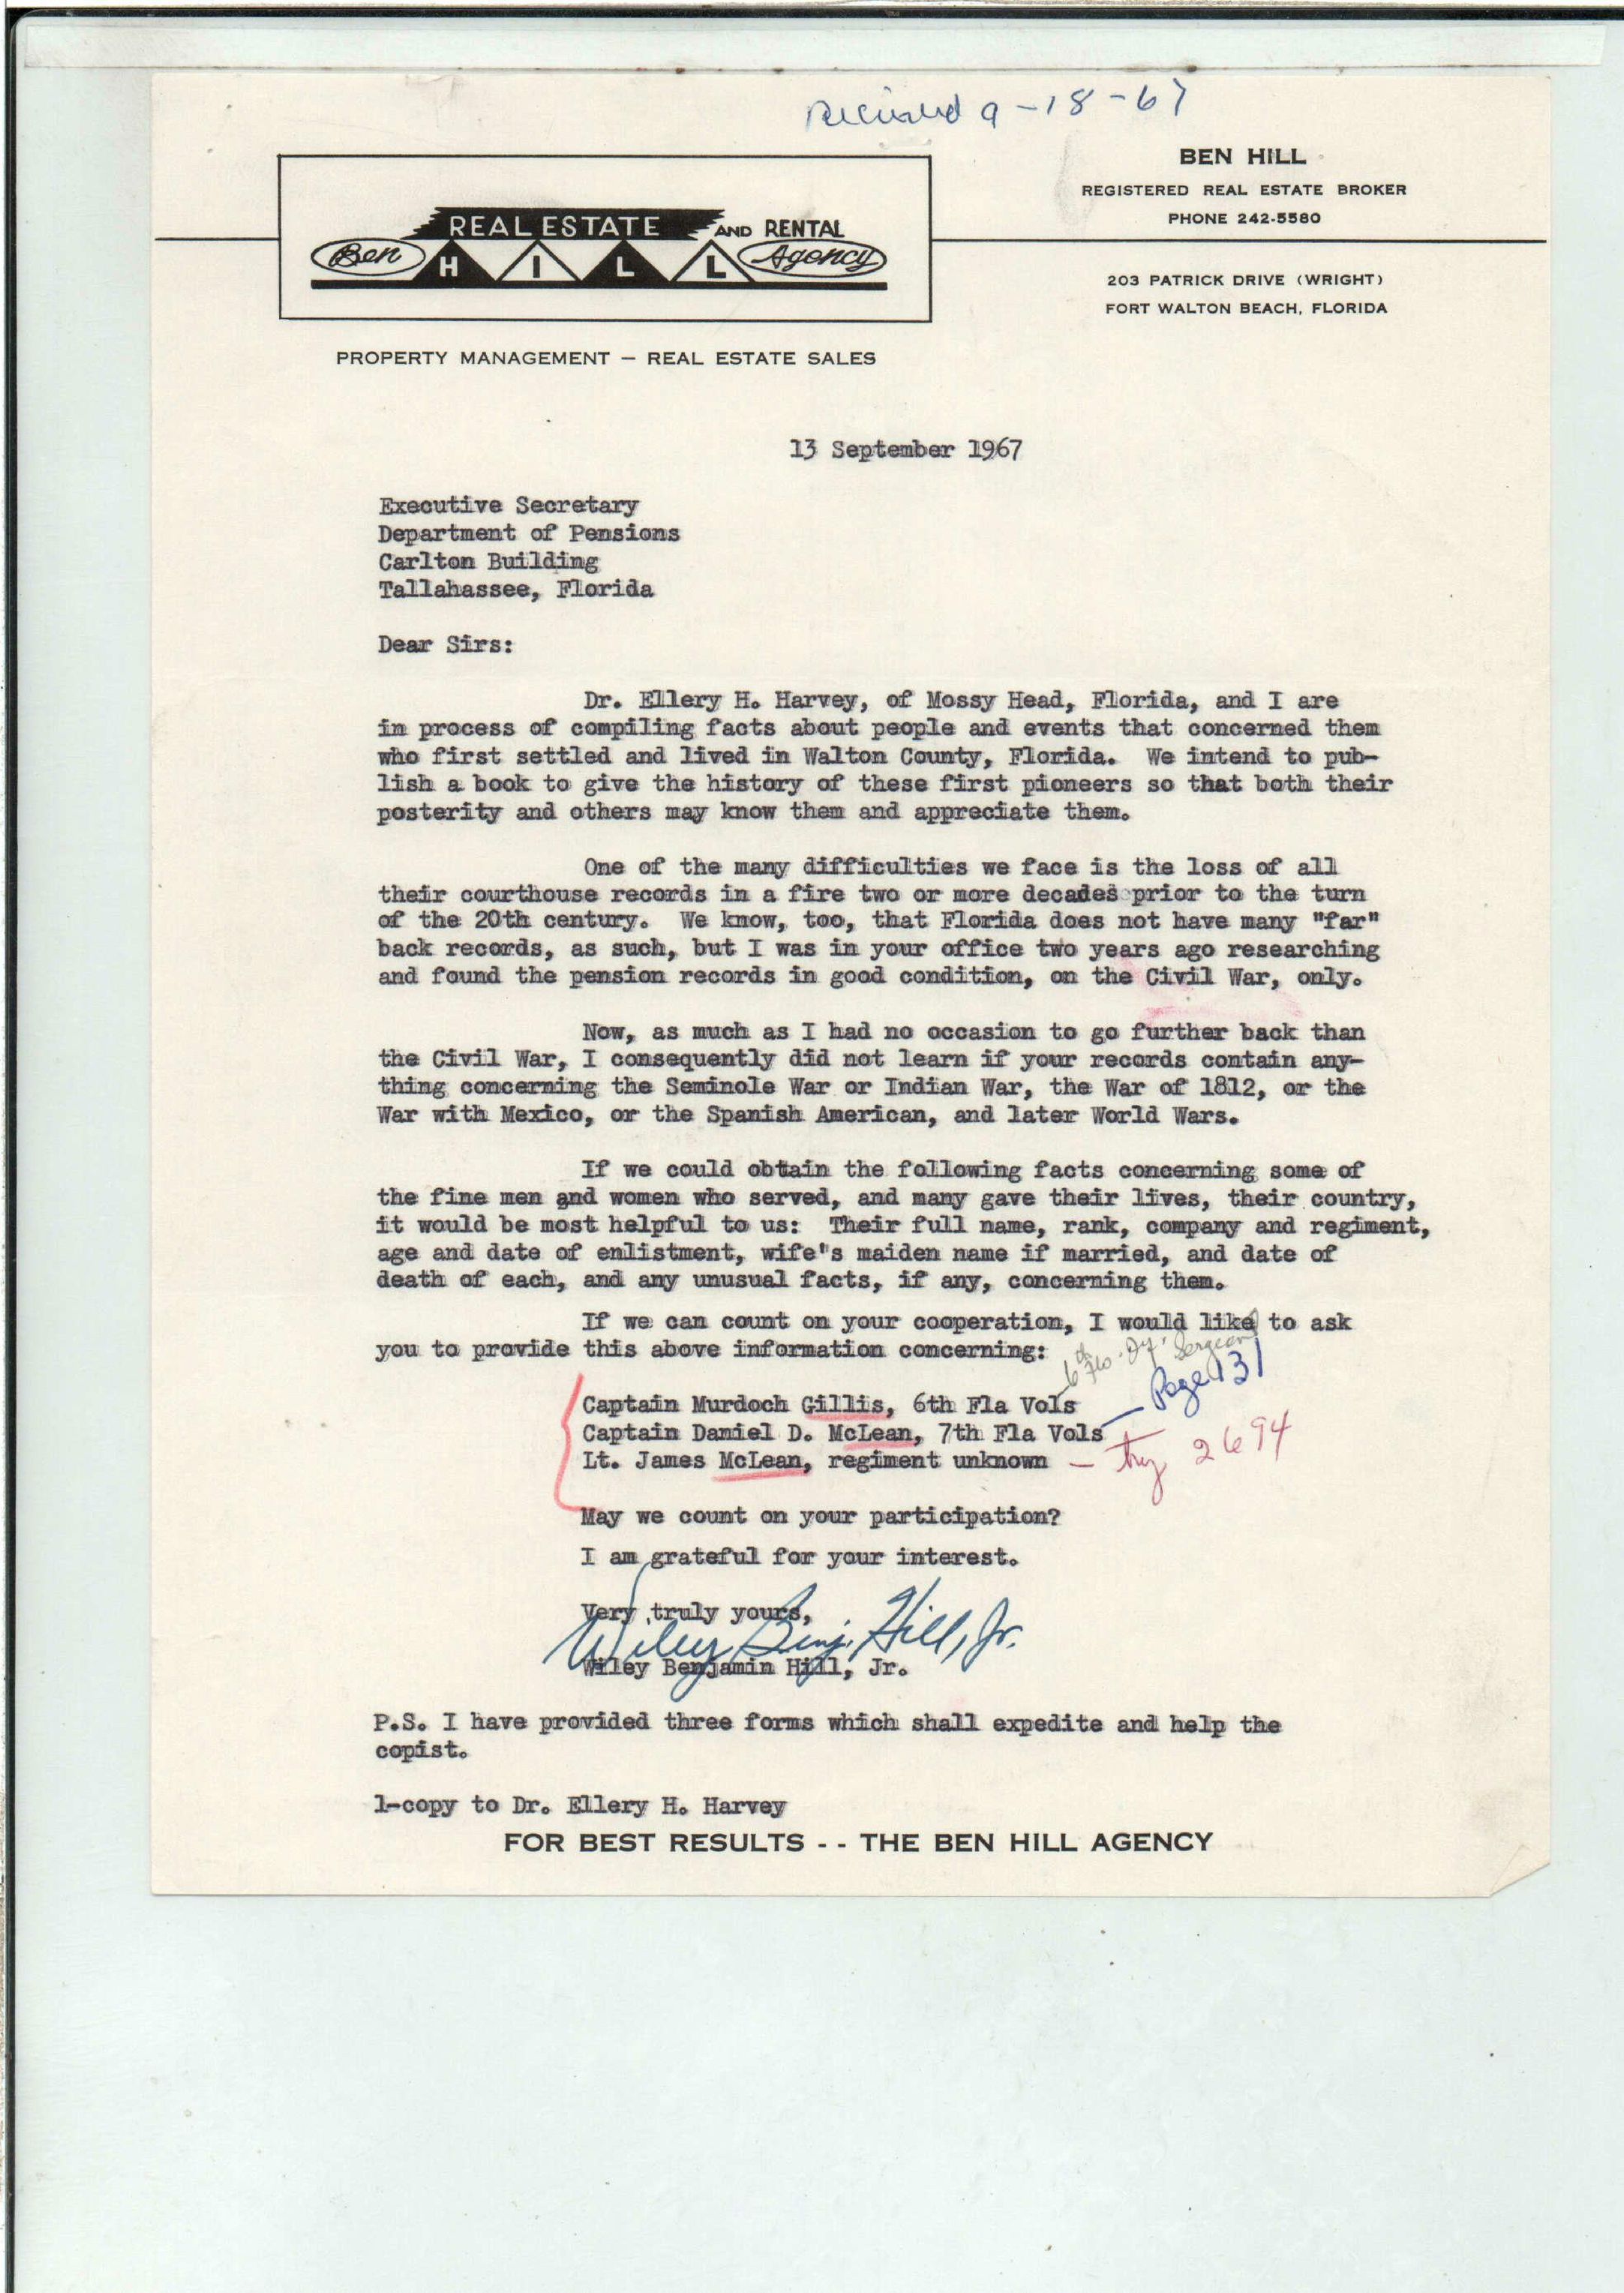 Received 9-18-67
BEN HILL
REGISTERED REAL ESTATE BROKER
PHONE 242-5580
REAL ESTATE AND RENTAL
Ben HILL Agency
203 PATRICK DRIVE (WRIGHT)
FORT WALTON BEACH, FLORIDA
PROPERTY MANAGEMENT — REAL ESTATE SALES
13 September 1967
Executive Secretary
Department of Pensions
Carlton Building
Tallahassee, Florida
Dear Sirs:
Dr. Ellery H. Harvey, of Mossy Head, Florida, and I are
in process of compiling facts about people and events that concerned them
who first settled and lived in Walton County, Florida. We intend to pub-
lish a book to give the history of these first pioneers so that both their
posterity and others may know them and appreciate them.
One of the many difficulties we face is the loss of all
their courthouse records in a fire two or more decades prior to the turn
of the 20th century. We know, too, that Florida does not have many "far"
back records, as such, but I was in your office two years ago researching
and found the pension records in good condition, on the Civil War, only.
Now, as much as I had no occasion to go further back than
the Civil War, I consequently did not learn if your records contain any-
thing concerning the Seminole War or Indian War, the War of 1812, or the
War with Mexico, or the Spanish American, and later World Wars.
If we could obtain the following facts concerning some of
the fine men and women who served, and many gave their lives, their country,
it would be most helpful to us: Their full name, rank, company and regiment,
age and date of enlistment, wife's maiden name if married, and date of
death of each, and any unusual facts, if any, concerning them.
If we can count on your cooperation, I would like to ask
you to provide this above information concerning:
6th Flo. Sergeant
Captain Murdoch Gillis, 6th Fla Vols
Captain Daniel D. McLean, 7th Fla Vols — Page 131
Lt. James McLean, regiment unknown — try 2694
May we count on your participation?
I am grateful for your interest.
Very truly yours,
Wiley Benj. Hill, Jr.
Wiley Benjamin Hill, Jr.
P.S. I have provided three forms which shall expedite and help the
copist.
1-copy to Dr. Ellery H. Harvey
FOR BEST RESULTS - - THE BEN HILL AGENCY